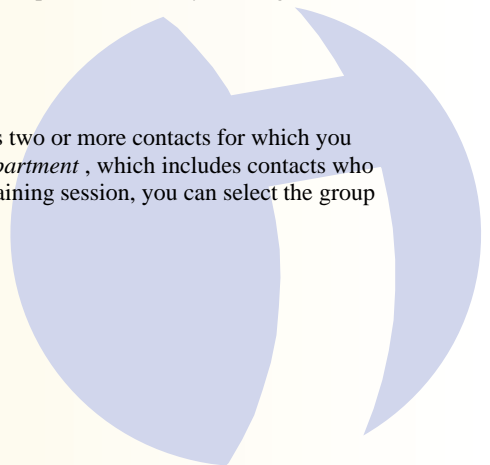 s two or more contacts for which you
partment , which includes contacts who
aining session, you can select the group